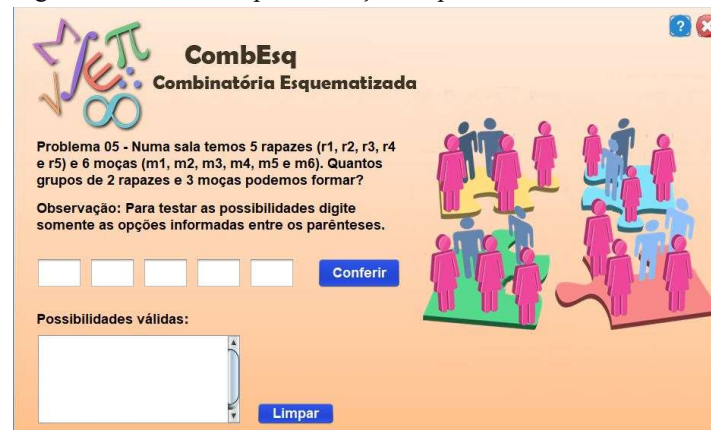 CombEsq
Combinatória Esquematizada
Problema 05 - Numa sala temos 5 rapazes (r1, r2, r3, r4
e r5) e 6 moças (m1, m2, m3, m4, m5 e m6). Quantos
grupos de 2 rapazes e 3 moças podemos formar?
Observação: Para testar as possibilidades digite
somente as opções informadas entre os parênteses.
Conferir
Possibilidades válidas:
Limpar